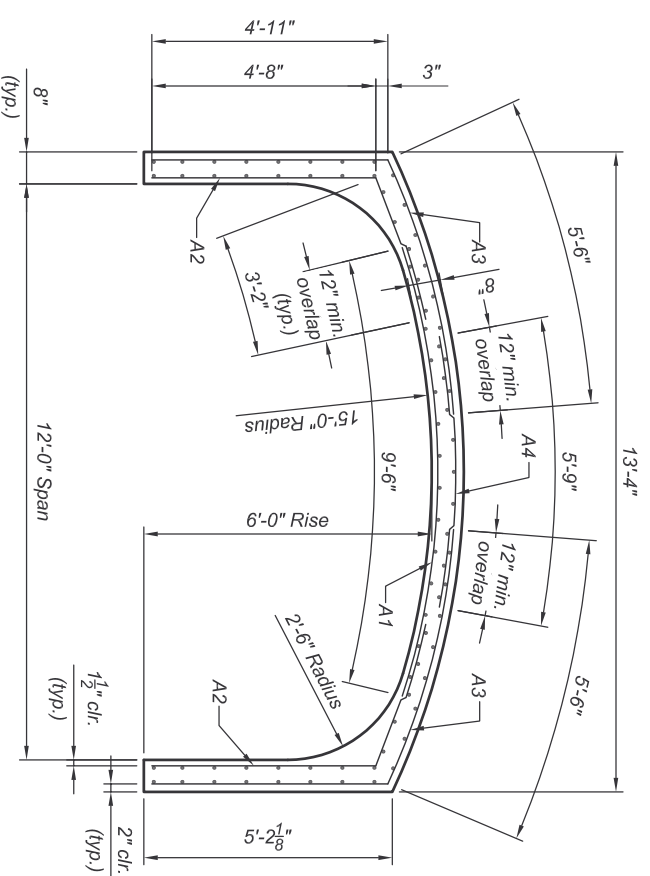 4'-11"
4'-8"
3"
8"
(typ.)
A2
A3
5'-6"
8"
12" min.
overlap
(typ.)
3'-2"
12" min.
overlap
15'-0" Radius
9'-6"
A4
5'-9"
13'-4"
12'-0" Span
6'-0" Rise
12" min.
overlap
A1
2'-6" Radius
A3
5'-6"
A2
1½" clr.
(typ.)
5'-2⅛"
2" clr.
(typ.)